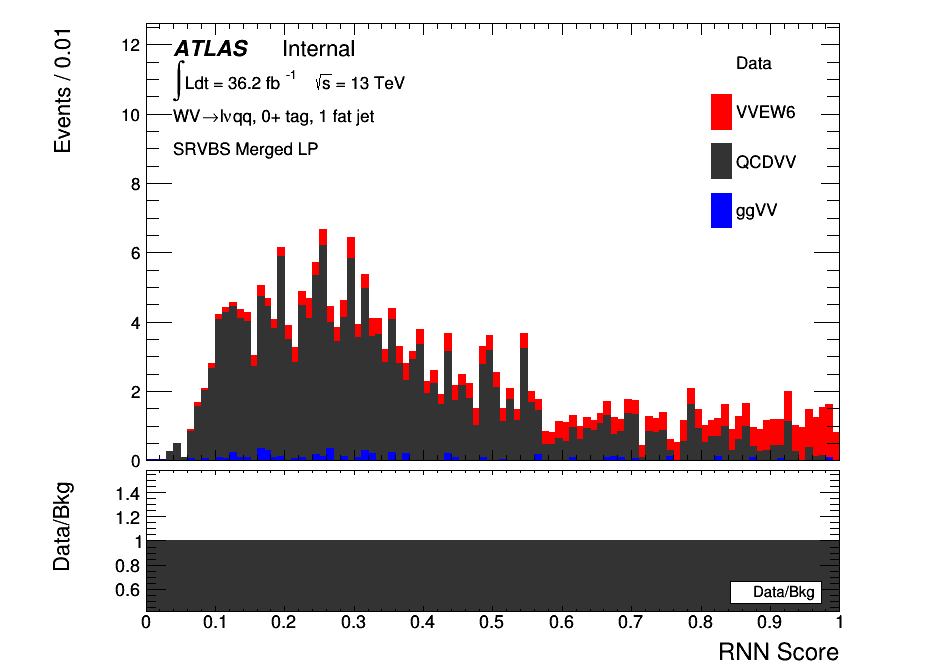 Events / 0.01
12
10
8
6
4
2
0
ATLAS Internal
∫Ldt = 36.2 fb⁻¹ √s = 13 TeV
WV→lνqq, 0+ tag, 1 fat jet
SRVBS Merged LP
Data
VVEW6
QCDVV
ggVV
Data/Bkg
1.4
1.2
1
0.8
0.6
Data/Bkg
0 0.1 0.2 0.3 0.4 0.5 0.6 0.7 0.8 0.9 1
RNN Score